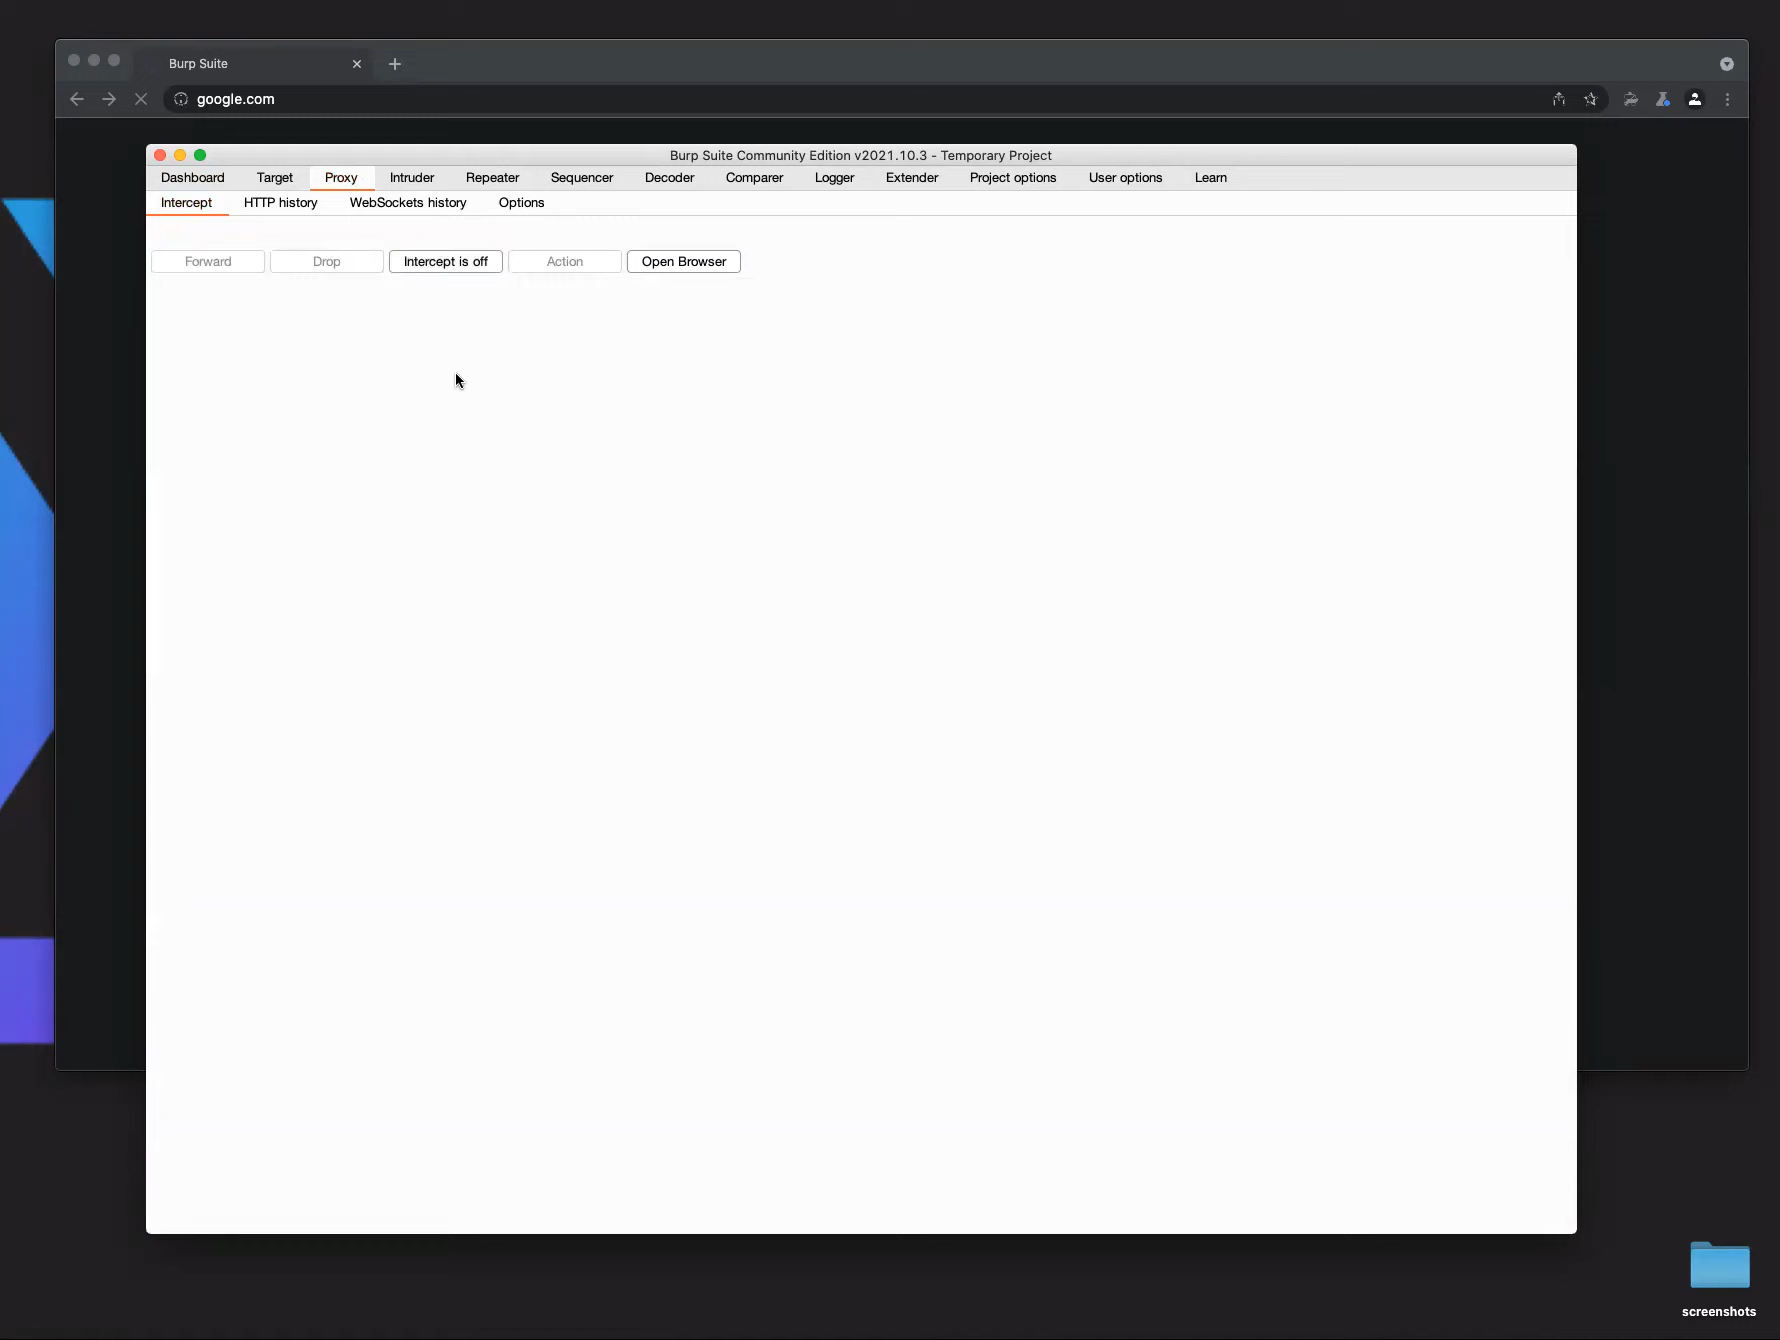 Burp Suite
google.com
Burp Suite Community Edition v2021.10.3 - Temporary Project
Dashboard Target Proxy Intruder Repeater Sequencer Decoder Comparer Logger Extender Project options User options Learn
Intercept HTTP history WebSockets history Options
Forward Drop Intercept is off Action Open Browser
screenshots